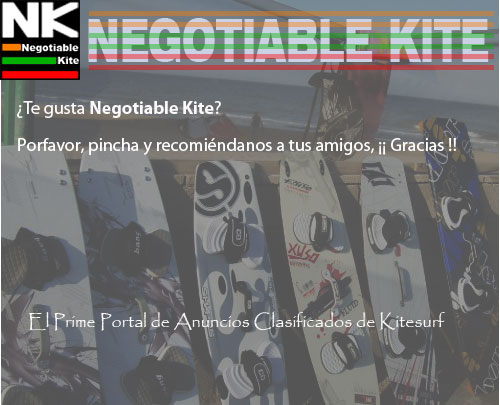 NK
NEGOTIABLE KITE
Negotiable
Kite
¿Te gusta Negotiable Kite?
Porfavor, pincha y recomiéndanos a tus amigos, ¡¡ Gracias !!
xuso
El Prime Portal de Anuncios Clasificados de Kitesurf